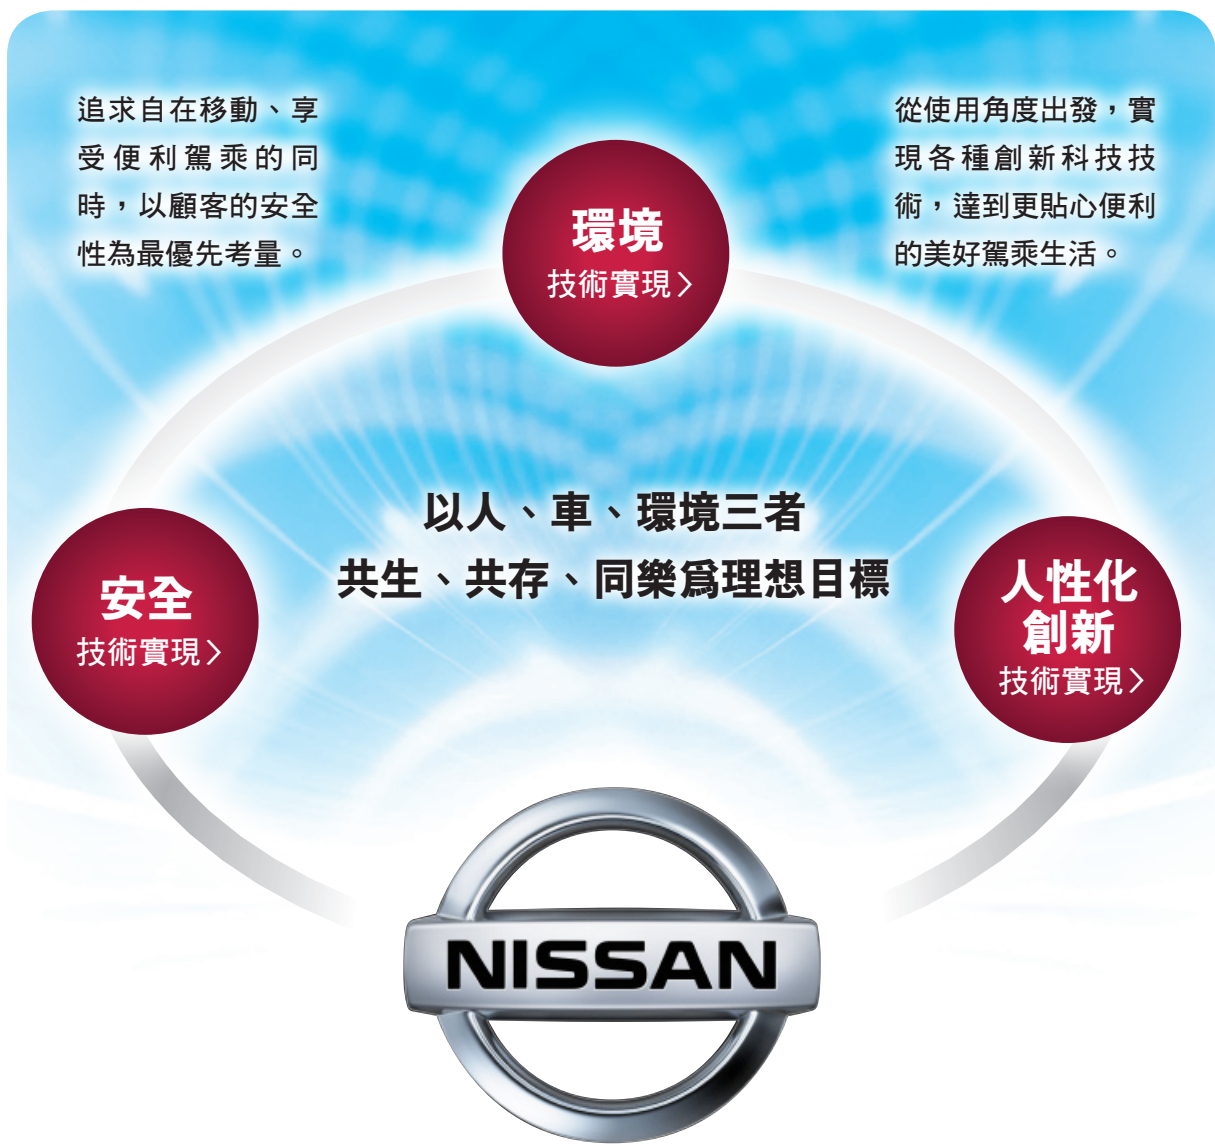 追求自在移動、享
受便利駕乘的同
時，以顧客的安全
性為最優先考量。
從使用角度出發，實
現各種創新科技技
術，達到更貼心便利
的美好駕乘生活。
環境
技術實現>
以人、車、環境三者
共生、共存、同樂爲理想目標
安全
技術實現>
人性化
創新
技術實現>
NISSAN